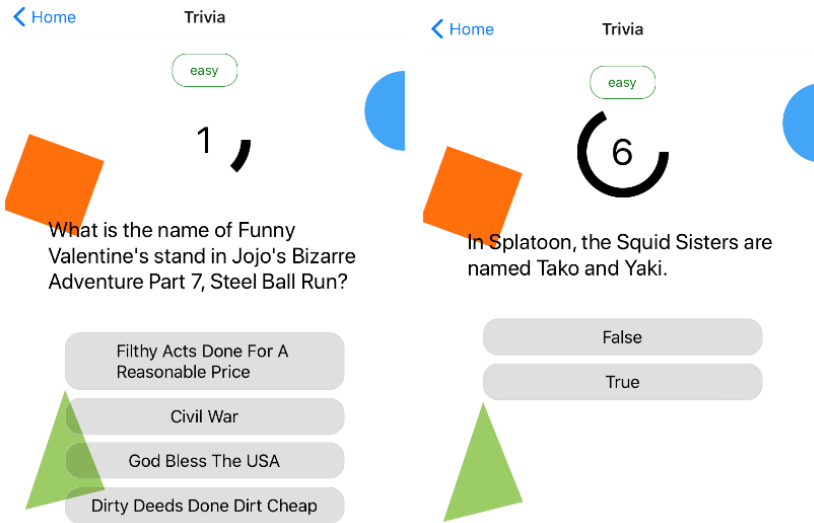 Home
Trivia
easy
1
What is the name of Funny
Valentine's stand in Jojo's Bizarre
Adventure Part 7, Steel Ball Run?
Filthy Acts Done For A
Reasonable Price
Civil War
God Bless The USA
Dirty Deeds Done Dirt Cheap
Home
Trivia
easy
6
In Splatoon, the Squid Sisters are
named Tako and Yaki.
False
True